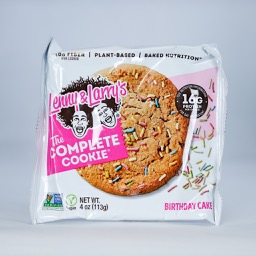 10G FIBER | PLANT-BASED | BAKED NUTRITION®
Lenny & Larry's
16G
PROTEIN
The
COMPLETE
COOKIE®
BIRTHDAY CAKE
NET WT.
4 oz (113g)